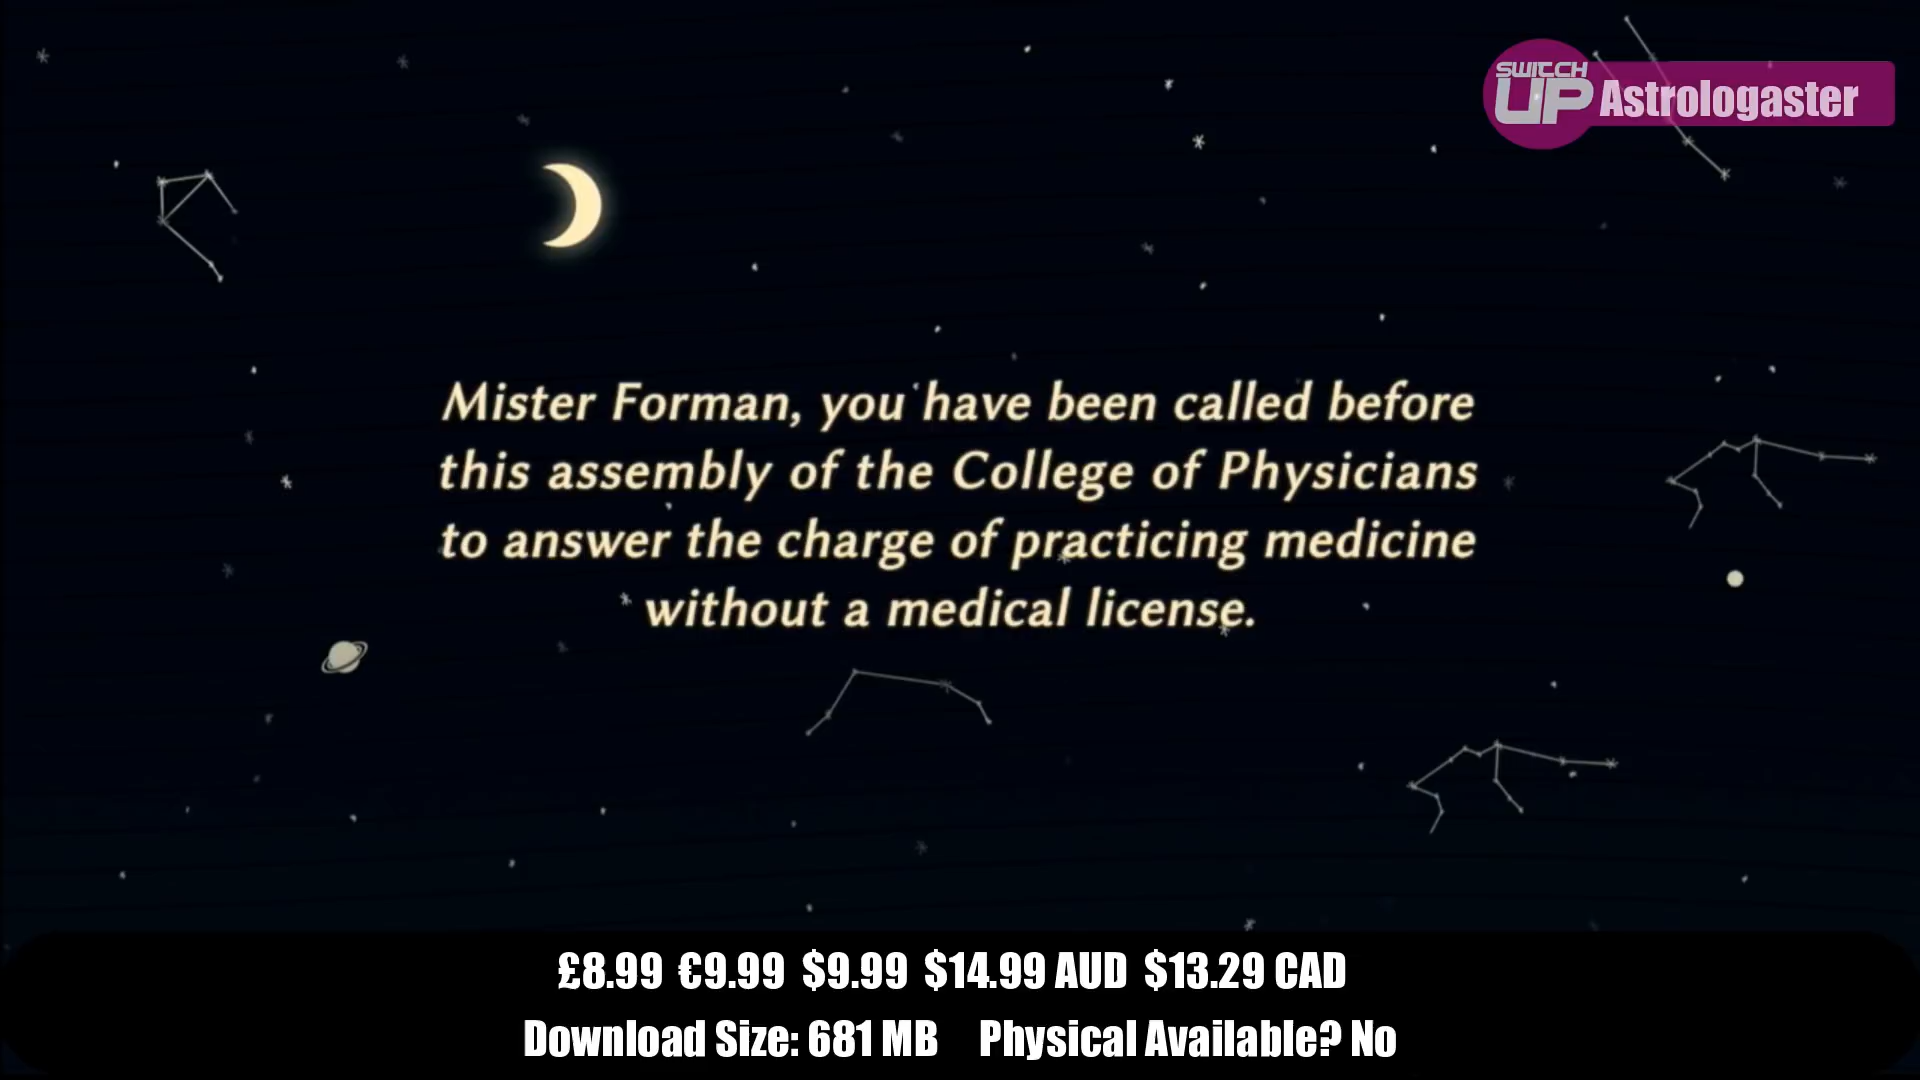 SWITCH
UP Astrologaster
Mister Forman, you have been called before
this assembly of the College of Physicians
to answer the charge of practicing medicine
without a medical license.
£8.99 €9.99 $9.99 $14.99 AUD $13.29 CAD
Download Size: 681 MB Physical Available? No